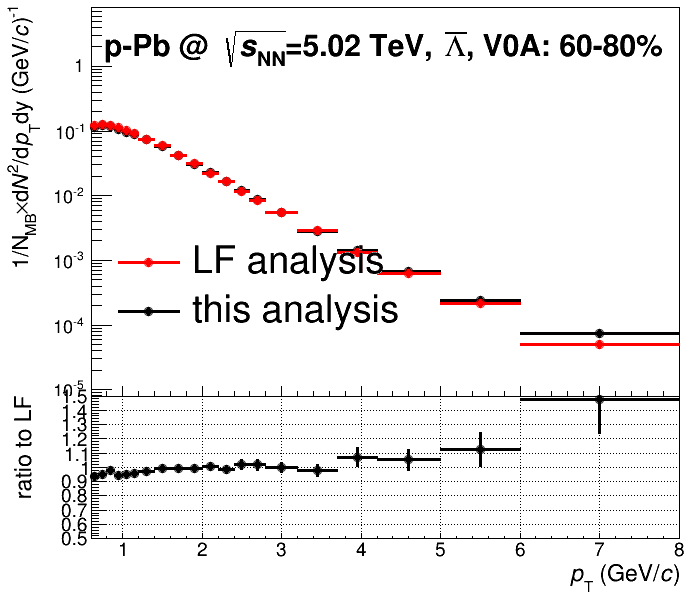 p-Pb @ √sNN=5.02 TeV, Λ̅, V0A: 60-80%
1/NMB×dN²/dpTdy (GeV/c)⁻¹
1
10⁻¹
10⁻²
10⁻³
10⁻⁴
10⁻⁵
LF analysis
this analysis
ratio to LF
1.5
1.4
1.3
1.2
1.1
1
0.9
0.8
0.7
0.6
0.5
1 2 3 4 5 6 7 8
pT (GeV/c)